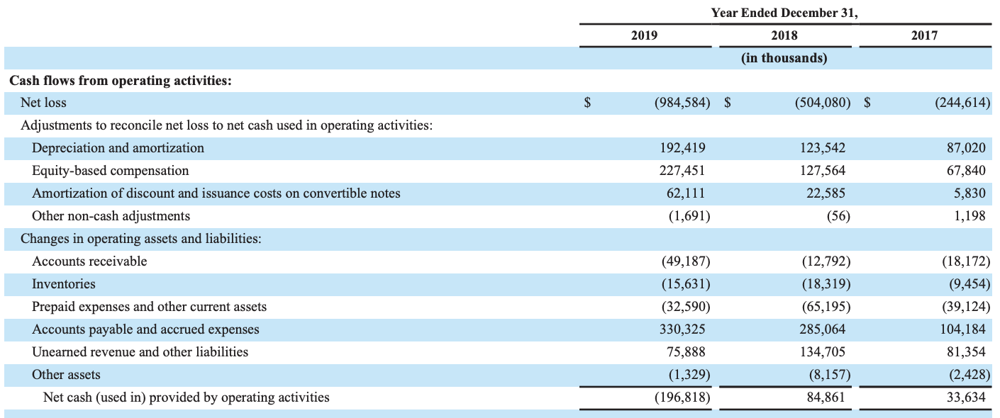 Year Ended December 31,
2019 2018 2017
(in thousands)
Cash flows from operating activities:
Net loss $ (984,584) $ (504,080) $ (244,614)
Adjustments to reconcile net loss to net cash used in operating activities:
Depreciation and amortization 192,419 123,542 87,020
Equity-based compensation 227,451 127,564 67,840
Amortization of discount and issuance costs on convertible notes 62,111 22,585 5,830
Other non-cash adjustments (1,691) (56) 1,198
Changes in operating assets and liabilities:
Accounts receivable (49,187) (12,792) (18,172)
Inventories (15,631) (18,319) (9,454)
Prepaid expenses and other current assets (32,590) (65,195) (39,124)
Accounts payable and accrued expenses 330,325 285,064 104,184
Unearned revenue and other liabilities 75,888 134,705 81,354
Other assets (1,329) (8,157) (2,428)
Net cash (used in) provided by operating activities (196,818) 84,861 33,634